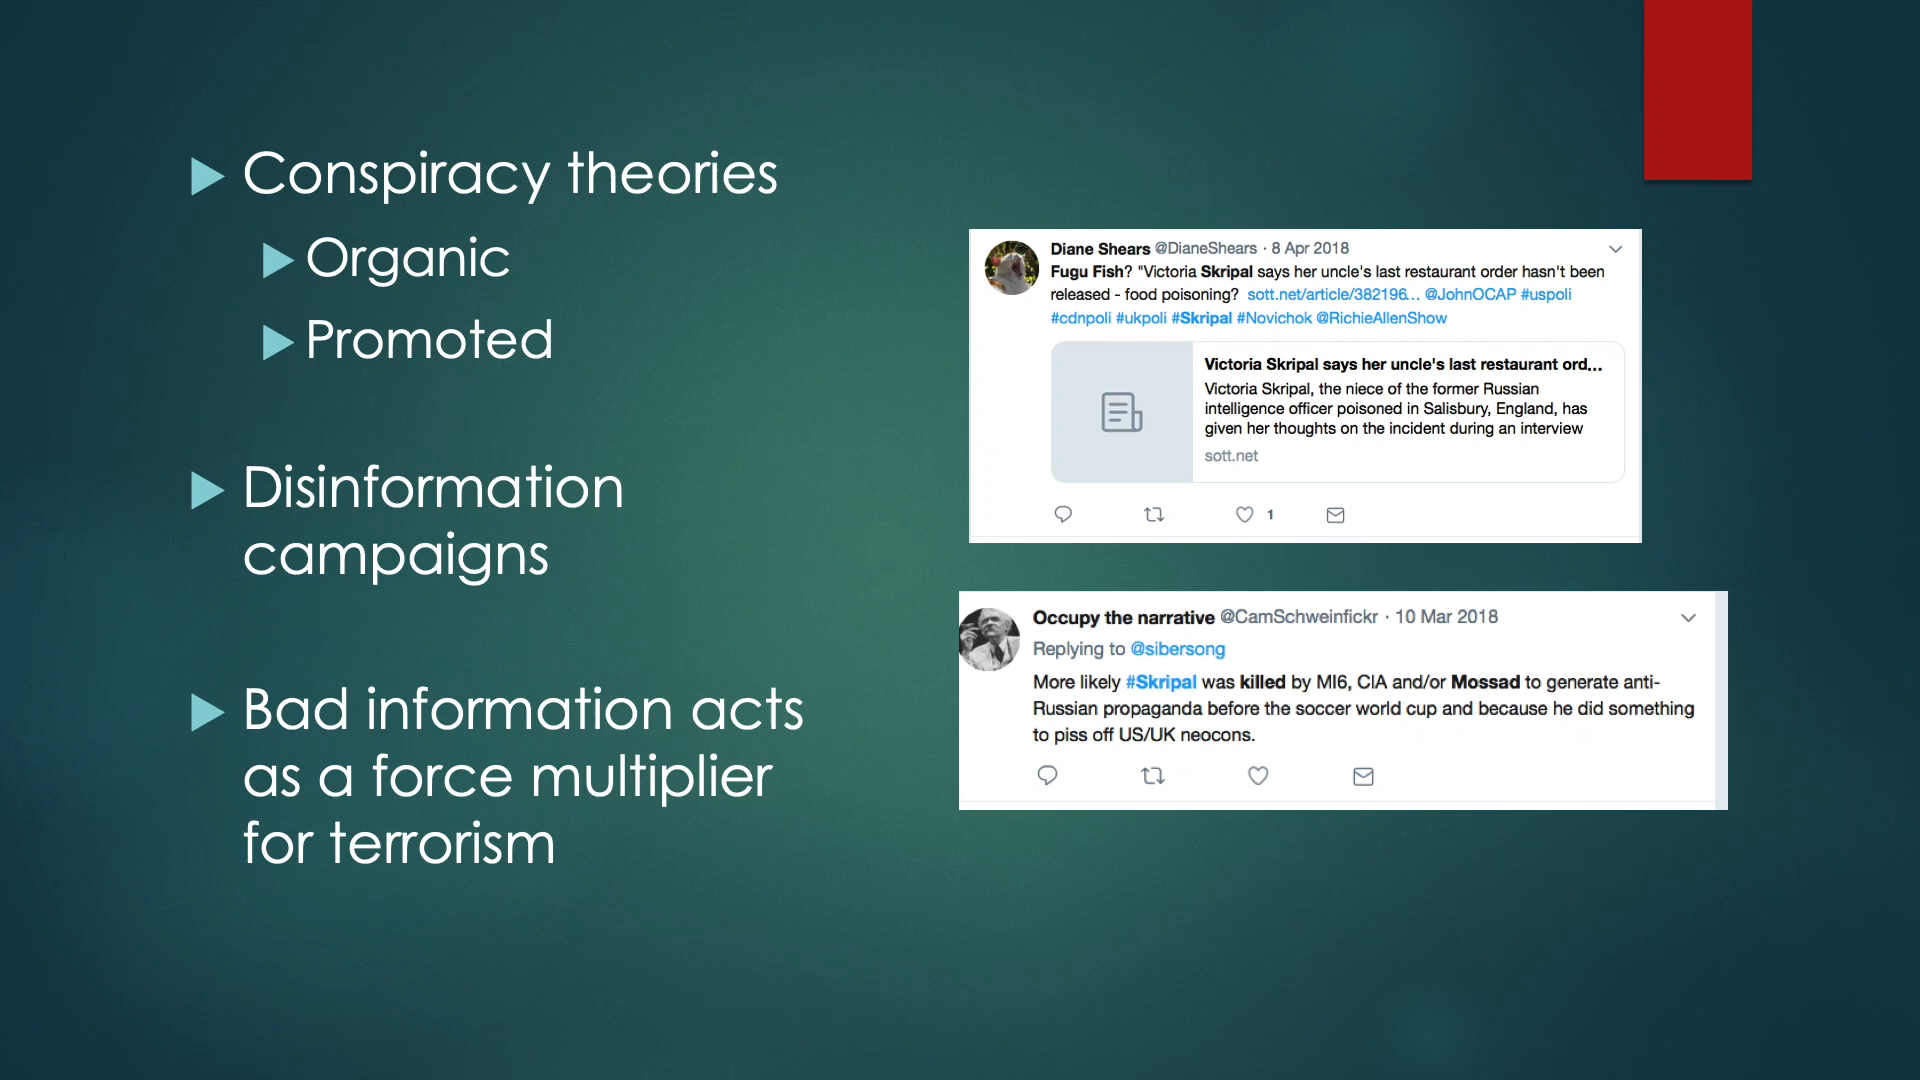 Conspiracy theories
Organic
Promoted
Disinformation
campaigns
Bad information acts
as a force multiplier
for terrorism
Diane Shears @DianeShears · 8 Apr 2018
Fugu Fish? "Victoria Skripal says her uncle's last restaurant order hasn't been
released - food poisoning? sott.net/article/382196... @JohnOCAP #uspoli
#cdnpoli #ukpoli #Skripal #Novichok @RichieAllenShow
Victoria Skripal says her uncle's last restaurant ord...
Victoria Skripal, the niece of the former Russian
intelligence officer poisoned in Salisbury, England, has
given her thoughts on the incident during an interview
sott.net
1
Occupy the narrative @CamSchweinfickr · 10 Mar 2018
Replying to @sibersong
More likely #Skripal was killed by MI6, CIA and/or Mossad to generate anti-
Russian propaganda before the soccer world cup and because he did something
to piss off US/UK neocons.